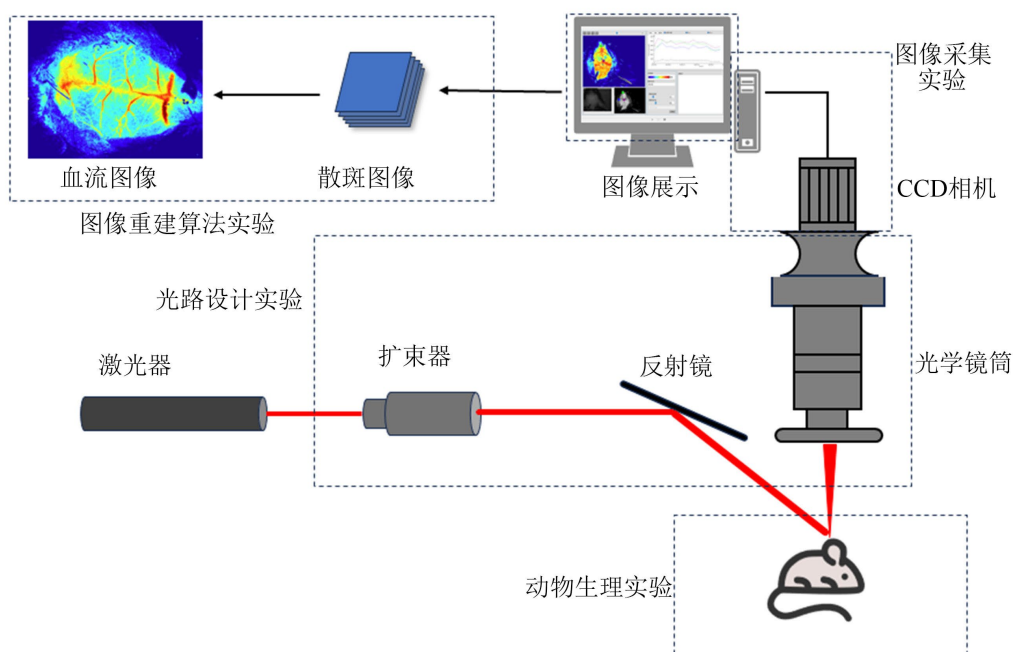 图像采集
实验
血流图像
散斑图像
图像展示
CCD相机
图像重建算法实验
光路设计实验
激光器
扩束器
反射镜
光学镜筒
动物生理实验